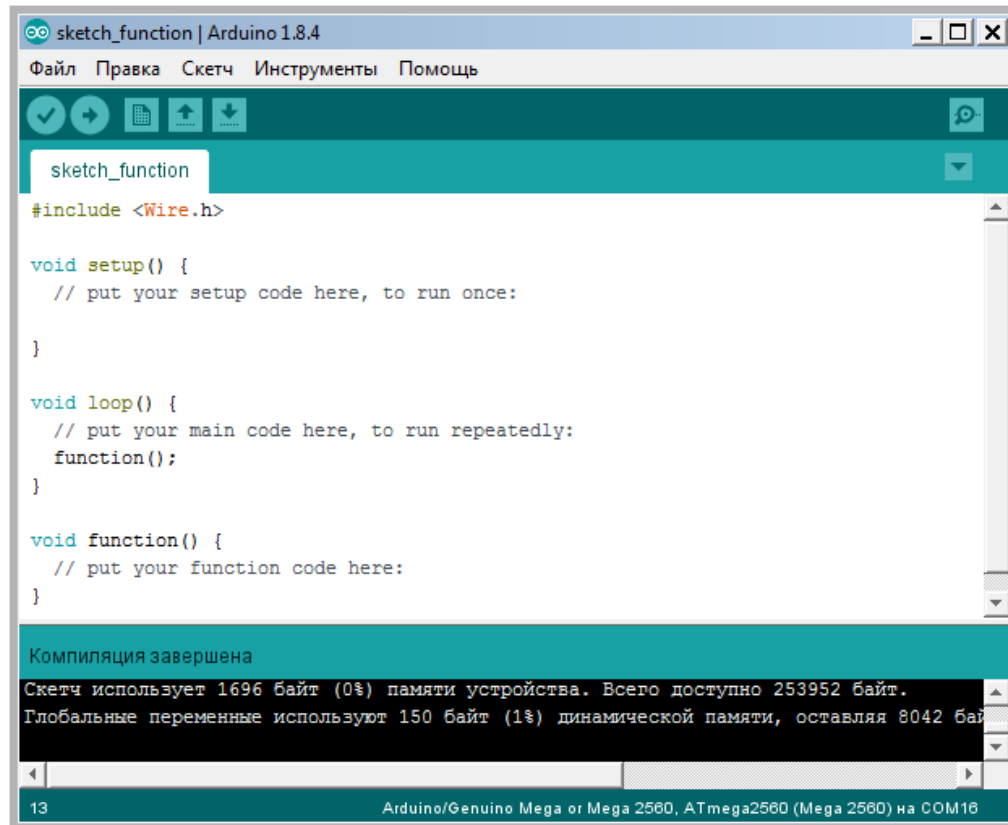 sketch_function | Arduino 1.8.4
Файл Правка Скетч Инструменты Помощь
sketch_function
#include <Wire.h>
void setup() {
// put your setup code here, to run once:
}
void loop() {
// put your main code here, to run repeatedly:
function();
}
void function() {
// put your function code here:
}
Компиляция завершена
Скетч использует 1696 байт (0%) памяти устройства. Всего доступно 253952 байт.
Глобальные переменные используют 150 байт (1%) динамической памяти, оставляя 8042
13 Arduino/Genuino Mega or Mega 2560, ATmega2560 (Mega 2560) на COM16